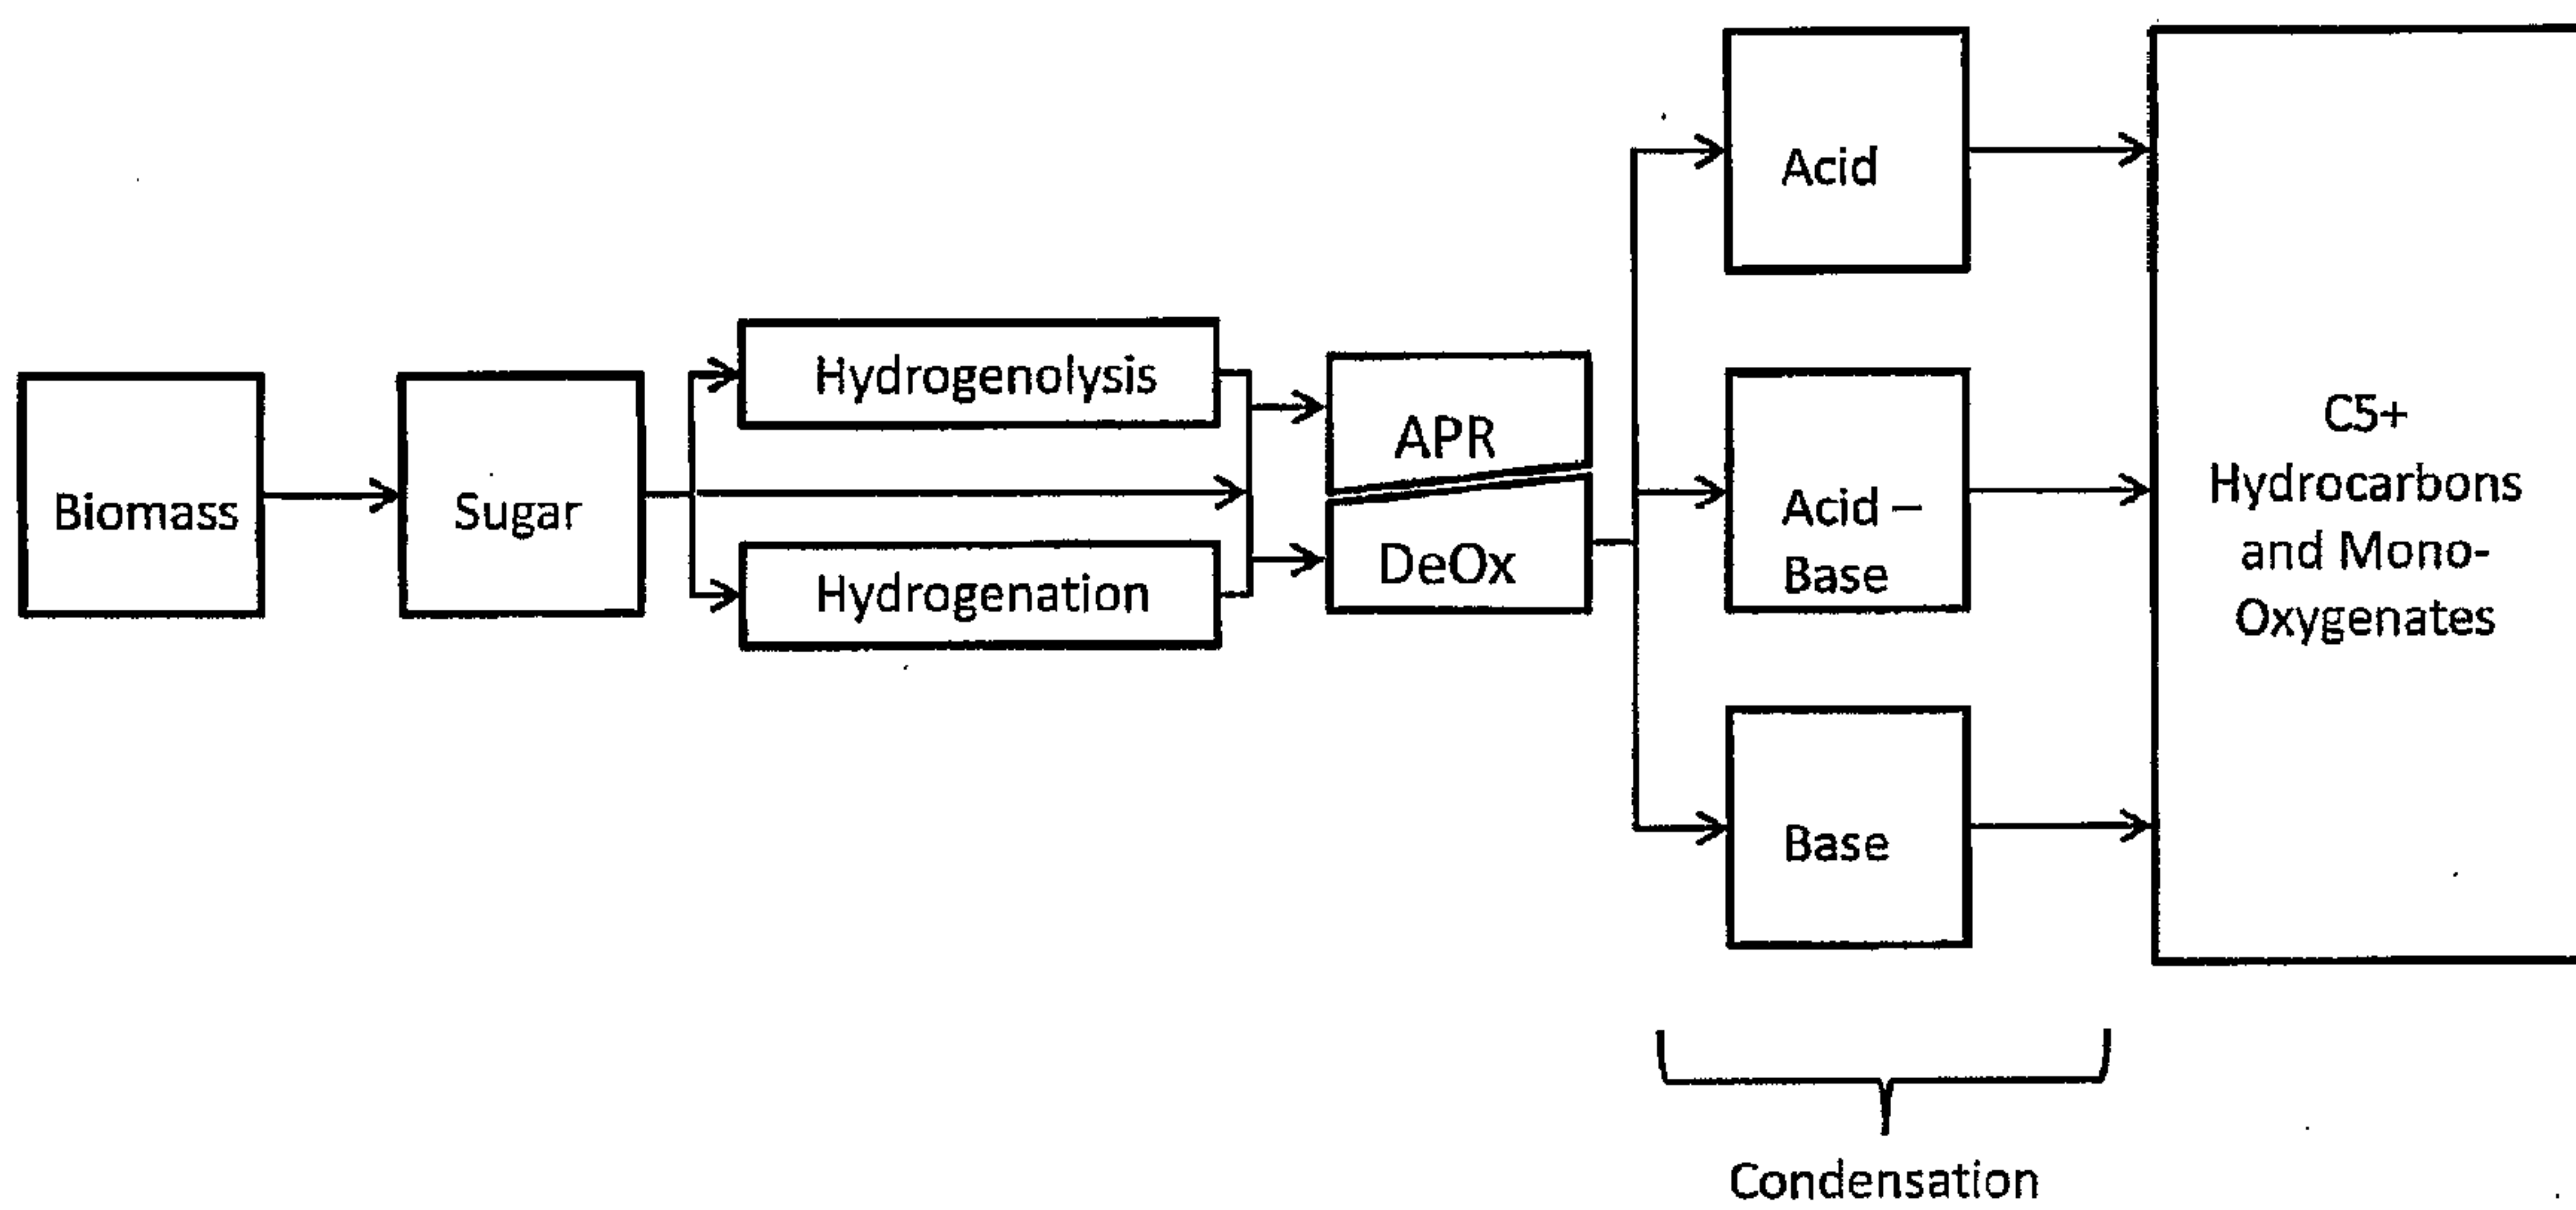 Biomass
Sugar
Hydrogenolysis
Hydrogenation
APR
DeOx
Acid
Acid –
Base
Base
C5+
Hydrocarbons
and Mono-
Oxygenates
Condensation